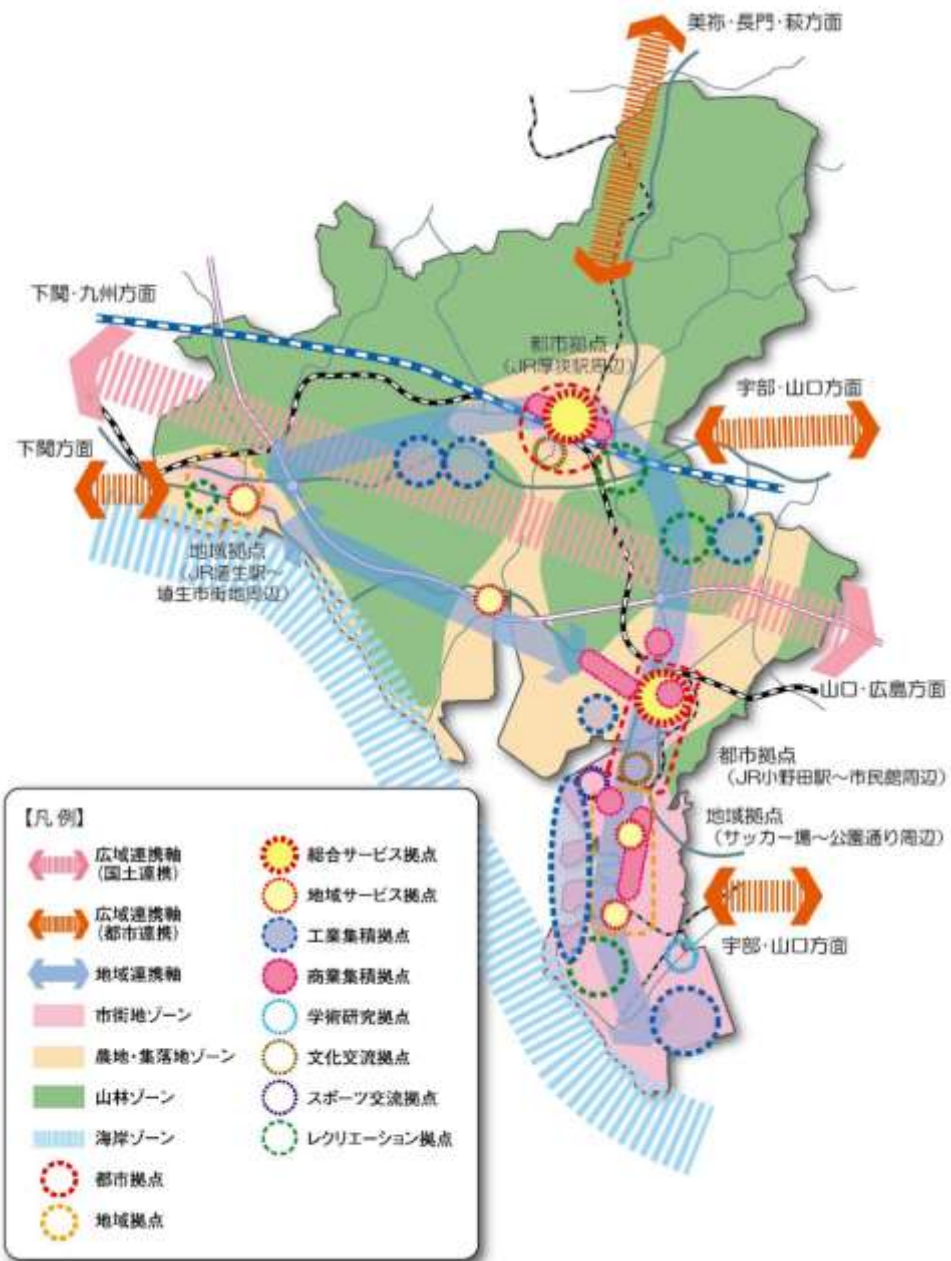 美祢・長門・萩方面
下関・九州方面
都市拠点
(JR厚狭駅周辺)
宇部・山口方面
下関方面
地域拠点
(JR埴生駅～
埴生市街地周辺)
山口・広島方面
都市拠点
(JR小野田駅～市民館周辺)
地域拠点
(サッカー場～公園通り周辺)
宇部・山口方面
【凡例】
広域連携軸
(国土連携)
広域連携軸
(都市連携)
地域連携軸
市街地ゾーン
農地・集落地ゾーン
山林ゾーン
海岸ゾーン
都市拠点
地域拠点
総合サービス拠点
地域サービス拠点
工業集積拠点
商業集積拠点
学術研究拠点
文化交流拠点
スポーツ交流拠点
レクリエーション拠点